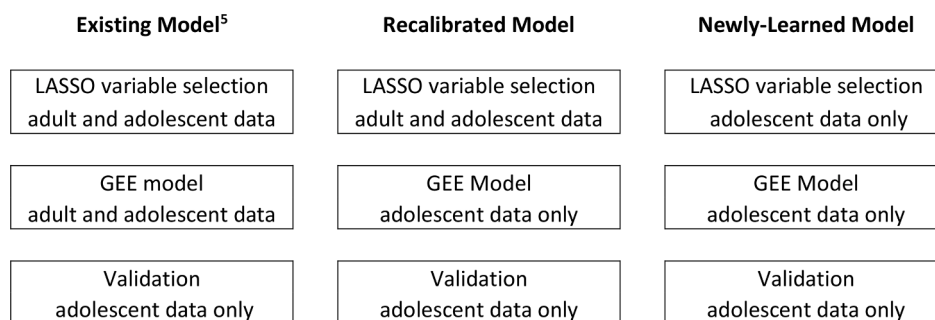 Existing Model⁵
Recalibrated Model
Newly-Learned Model
LASSO variable selection
adult and adolescent data
LASSO variable selection
adult and adolescent data
LASSO variable selection
adolescent data only
GEE model
adult and adolescent data
GEE Model
adolescent data only
GEE Model
adolescent data only
Validation
adolescent data only
Validation
adolescent data only
Validation
adolescent data only